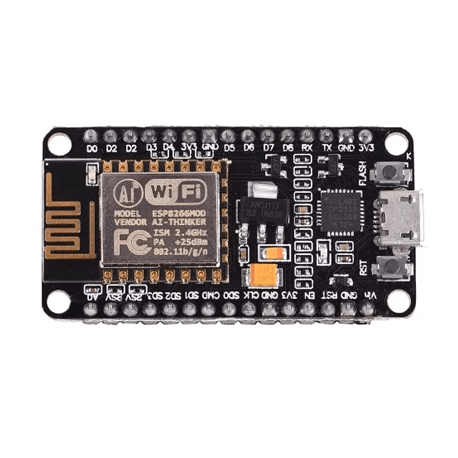 D0 D2 D2 D3 D4 3V3 GND D5 D6 D7 D8 RX TX GND 3V3
FLASH
K
Ai WiFi
MODEL ESP8266MOD
VENDOR AI-THINKER
FC ISM 2.4GHz
PA +25dBm
802.11b/g/n
RST
A0 RSV RSV SD3 SD2 SD1 CMD SD0 CLK GND 3V3 EN RST GND Vn